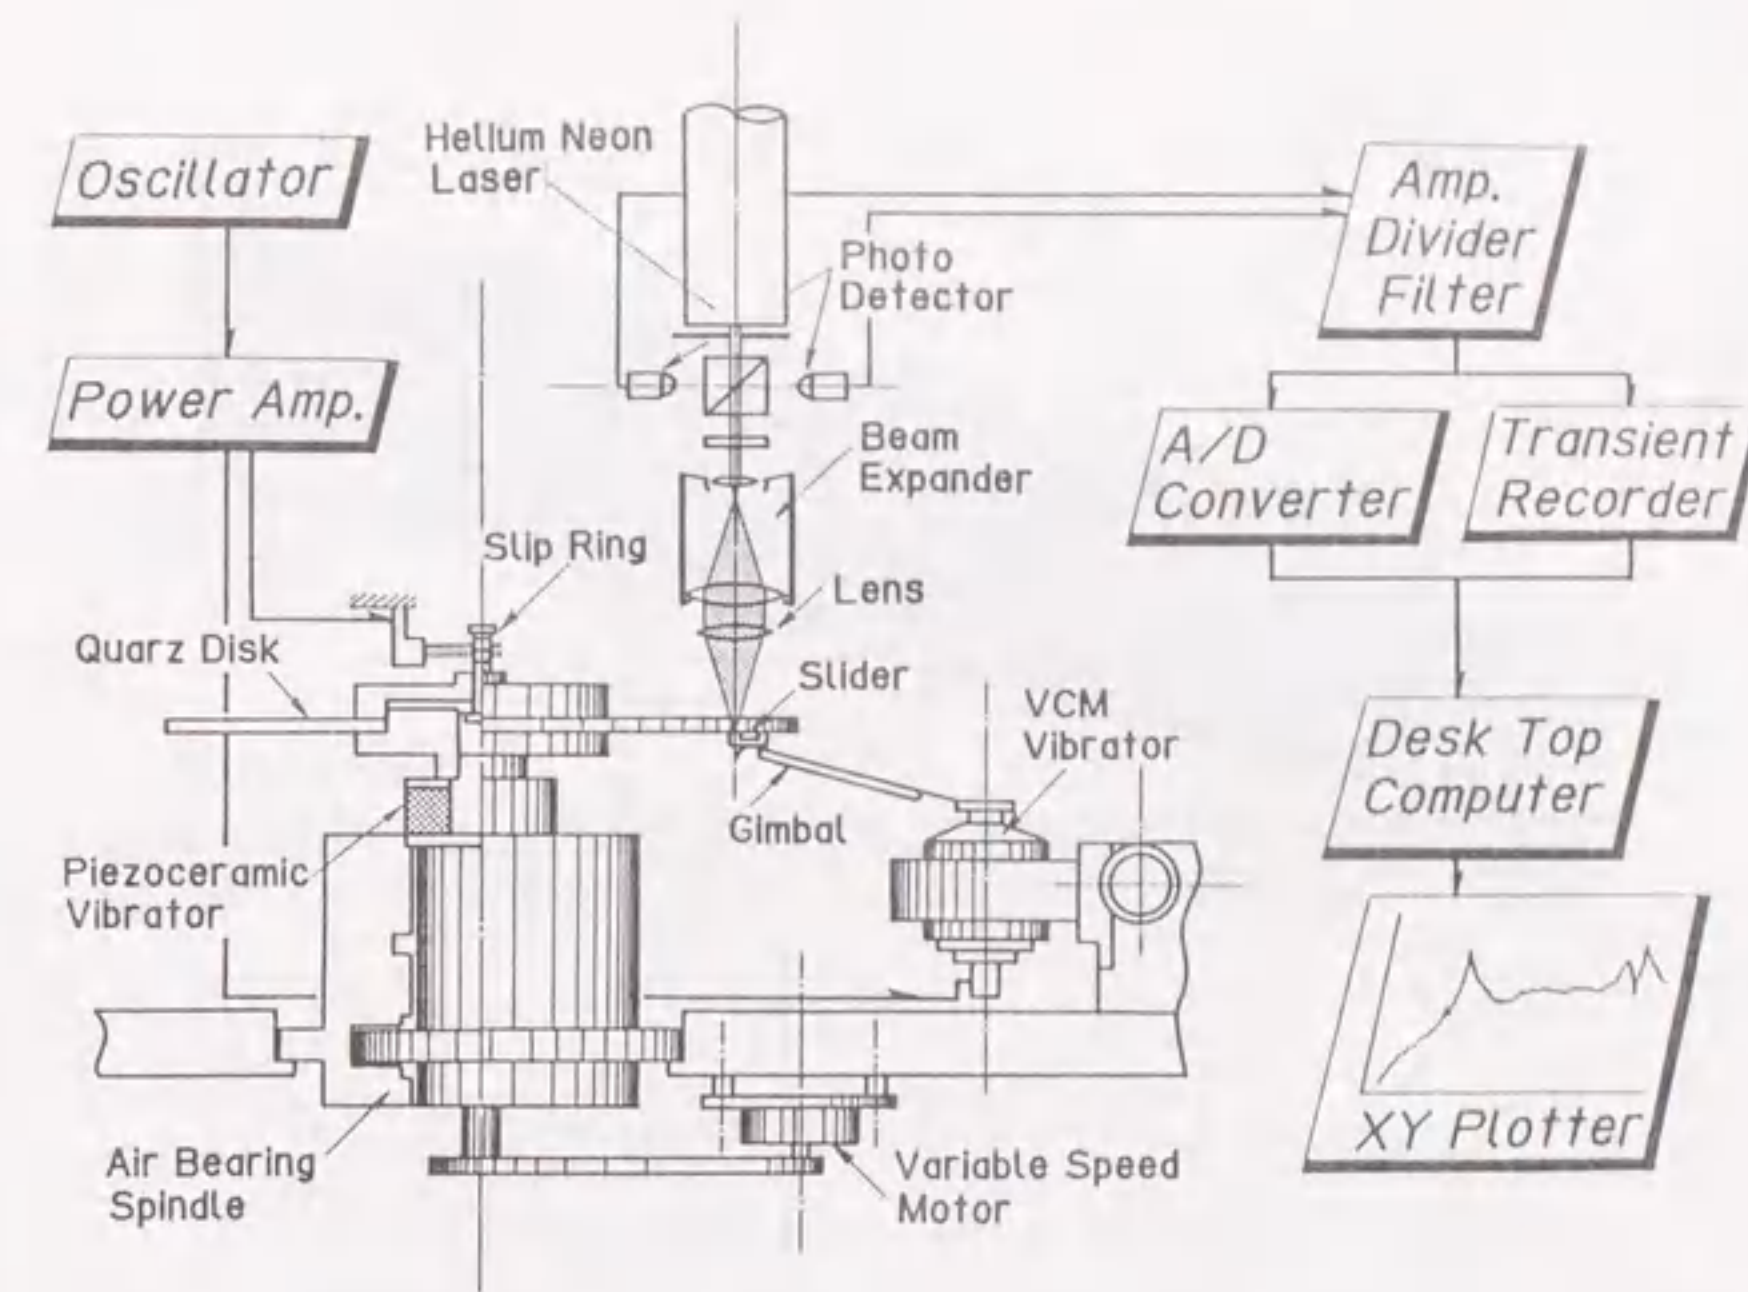 Oscillator
Power Amp.
Helium Neon
Laser
Photo
Detector
Beam
Expander
Lens
Slip Ring
Quarz Disk
Slider
VCM
Vibrator
Gimbal
Piezoceramic
Vibrator
Air Bearing
Spindle
Variable Speed
Motor
Amp.
Divider
Filter
A/D
Converter
Transient
Recorder
Desk Top
Computer
XY Plotter